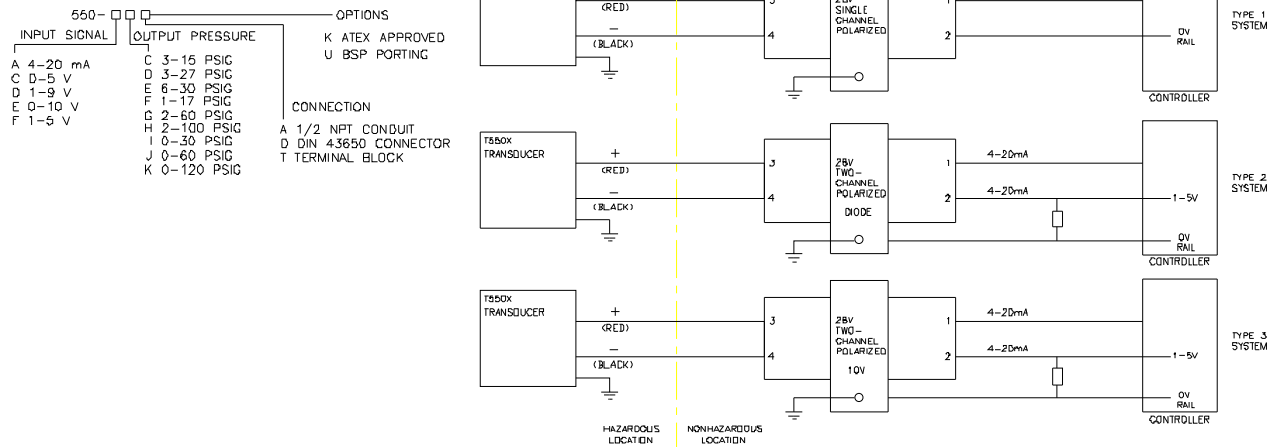 550-
OPTIONS
INPUT SIGNAL
OUTPUT PRESSURE
K ATEX APPROVED
U BSP PORTING
A 4-20 mA
C 0-5 V
D 1-9 V
E 0-10 V
F 1-5 V
C 3-15 PSIG
D 3-27 PSIG
E 6-30 PSIG
F 1-17 PSIG
G 2-60 PSIG
H 2-100 PSIG
I 0-30 PSIG
J 0-60 PSIG
K 0-120 PSIG
CONNECTION
A 1/2 NPT CONDUIT
D DIN 43650 CONNECTOR
T TERMINAL BLOCK
(RED)
−
(BLACK)
3
4
28V
SINGLE
CHANNEL
POLARIZED
1
2
0V
RAIL
CONTROLLER
TYPE 1
SYSTEM
T550X
TRANSDUCER
+
(RED)
−
(BLACK)
3
4
28V
TWO-
CHANNEL
POLARIZED
DIODE
1
2
4-20mA
4-20mA
1-5V
0V
RAIL
CONTROLLER
TYPE 2
SYSTEM
T550X
TRANSDUCER
+
(RED)
−
(BLACK)
3
4
28V
TWO-
CHANNEL
POLARIZED
10V
1
2
4-20mA
4-20mA
1-5V
0V
RAIL
CONTROLLER
TYPE 3
SYSTEM
HAZARDOUS
LOCATION
NONHAZARDOUS
LOCATION